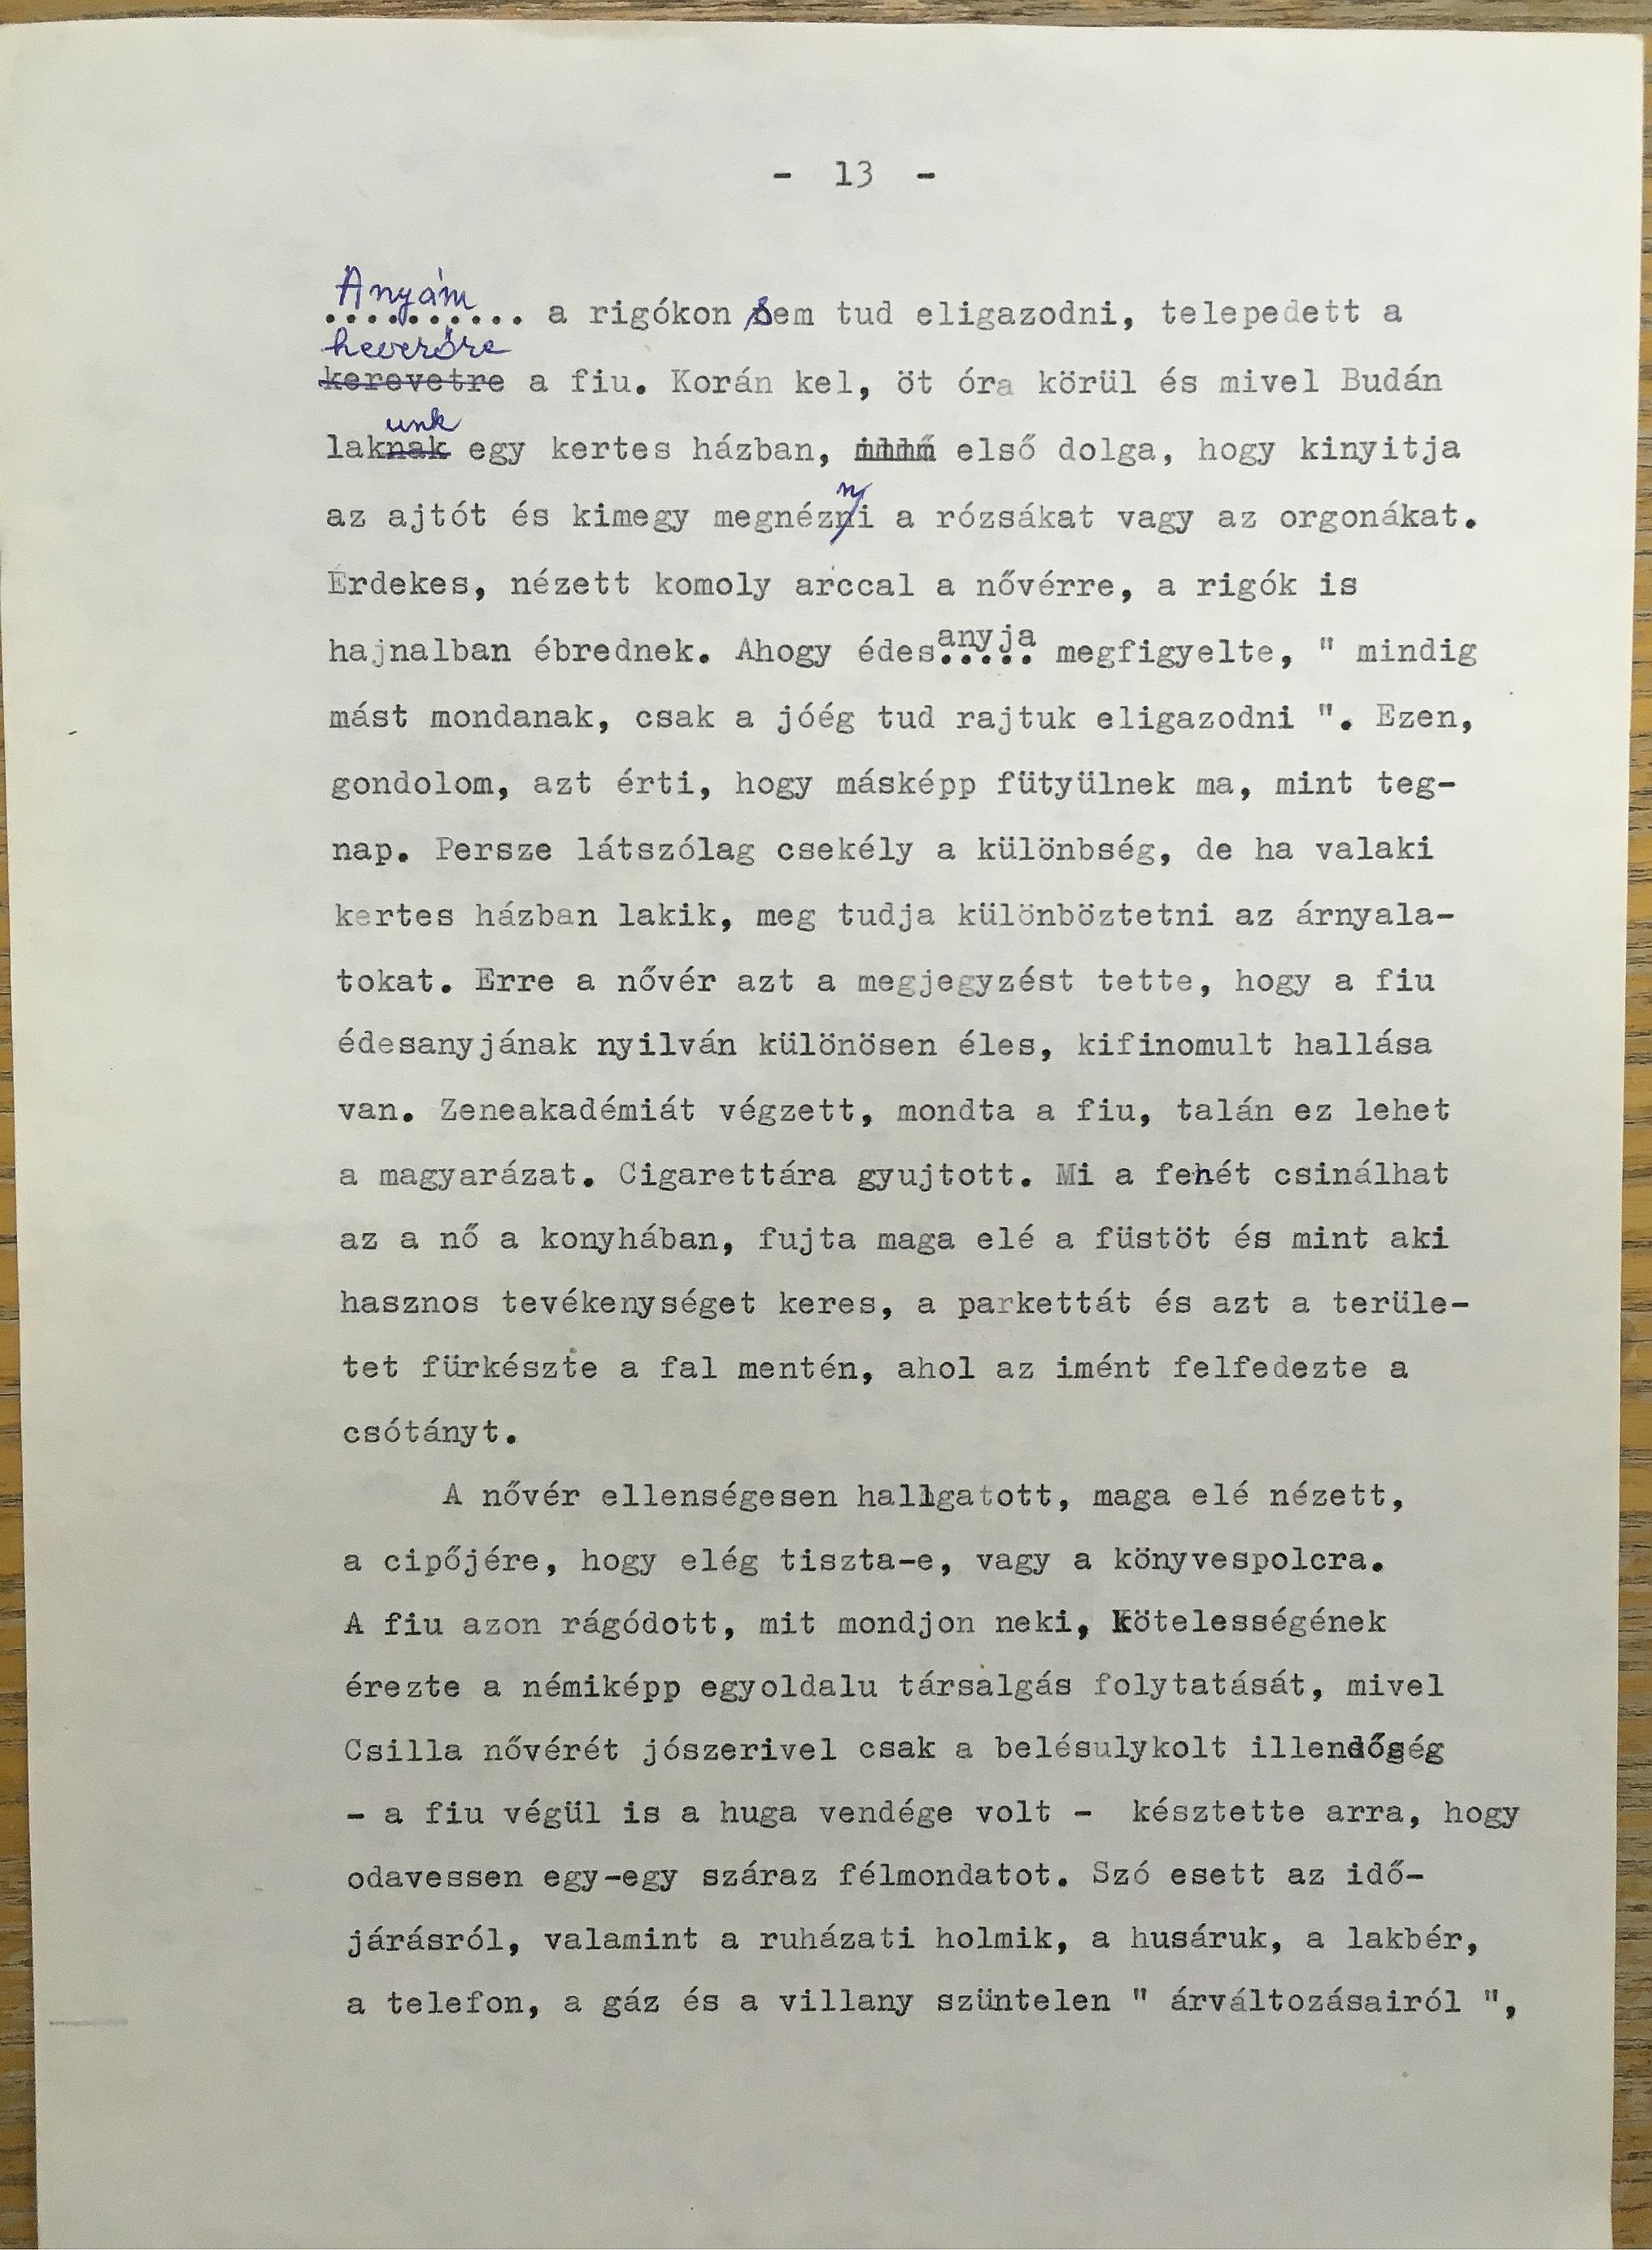 - 13 -
Anyám
.......... a rigókon sem tud eligazodni, telepedett a
heverőre
kerevetre a fiu. Korán kel, öt óra körül és mivel Budán
unk
laknak egy kertes házban, első dolga, hogy kinyitja
n
az ajtót és kimegy megnézni a rózsákat vagy az orgonákat.
Érdekes, nézett komoly arccal a nővérre, a rigók is
hajnalban ébrednek. Ahogy édesanyja megfigyelte, " mindig
mást mondanak, csak a jóég tud rajtuk eligazodni ". Ezen,
gondolom, azt érti, hogy másképp fütyülnek ma, mint teg-
nap. Persze látszólag csekély a különbség, de ha valaki
kertes házban lakik, meg tudja különböztetni az árnyala-
tokat. Erre a nővér azt a megjegyzést tette, hogy a fiu
édesanyjának nyilván különösen éles, kifinomult hallása
van. Zeneakadémiát végzett, mondta a fiu, talán ez lehet
a magyarázat. Cigarettára gyujtott. Mi a fenét csinálhat
az a nő a konyhában, fujta maga elé a füstöt és mint aki
hasznos tevékenységet keres, a parkettát és azt a terüle-
tet fürkészte a fal mentén, ahol az imént felfedezte a
csótányt.
A nővér ellenségesen hallgatott, maga elé nézett,
a cipőjére, hogy elég tiszta-e, vagy a könyvespolcra.
A fiu azon rágódott, mit mondjon neki, kötelességének
érezte a némiképp egyoldalu társalgás folytatását, mivel
Csilla nővérét jószerivel csak a belésulykolt illendőség
- a fiu végül is a huga vendége volt - késztette arra, hogy
odavessen egy-egy száraz félmondatot. Szó esett az idő-
járásról, valamint a ruházati holmik, a husáruk, a lakbér,
a telefon, a gáz és a villany szüntelen " árváltozásairól ",